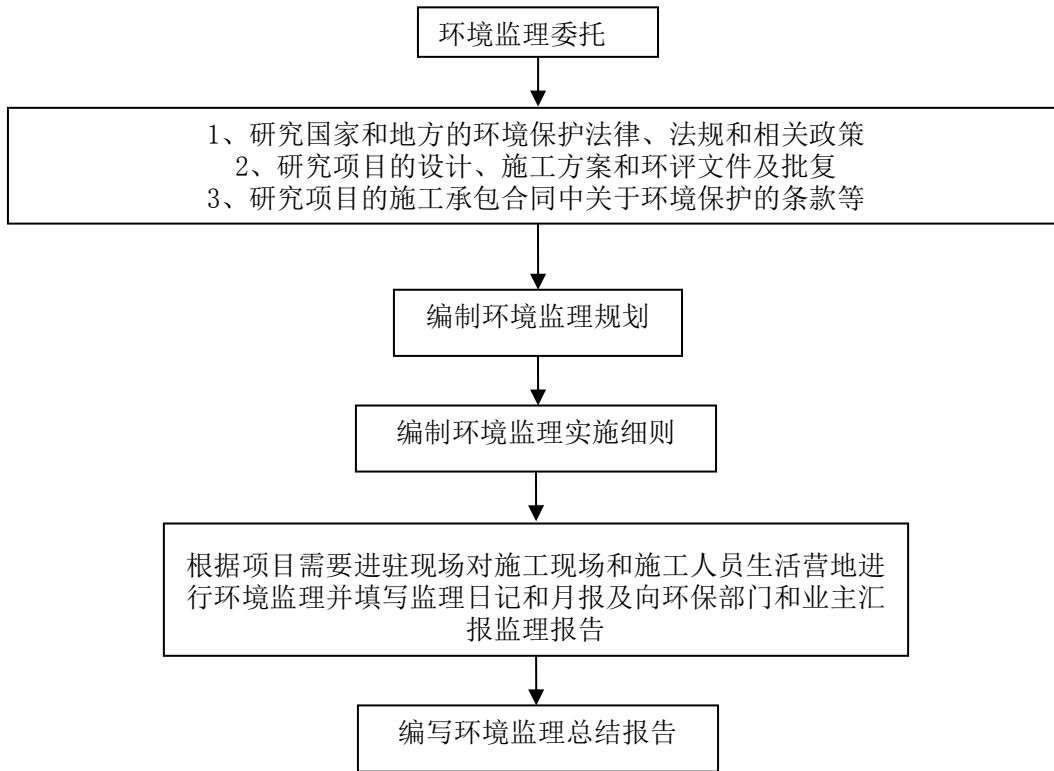 环境监理委托
1、研究国家和地方的环境保护法律、法规和相关政策
2、研究项目的设计、施工方案和环评文件及批复
3、研究项目的施工承包合同中关于环境保护的条款等
编制环境监理规划
编制环境监理实施细则
根据项目需要进驻现场对施工现场和施工人员生活营地进
行环境监理并填写监理日记和月报及向环保部门和业主汇
报监理报告
编写环境监理总结报告